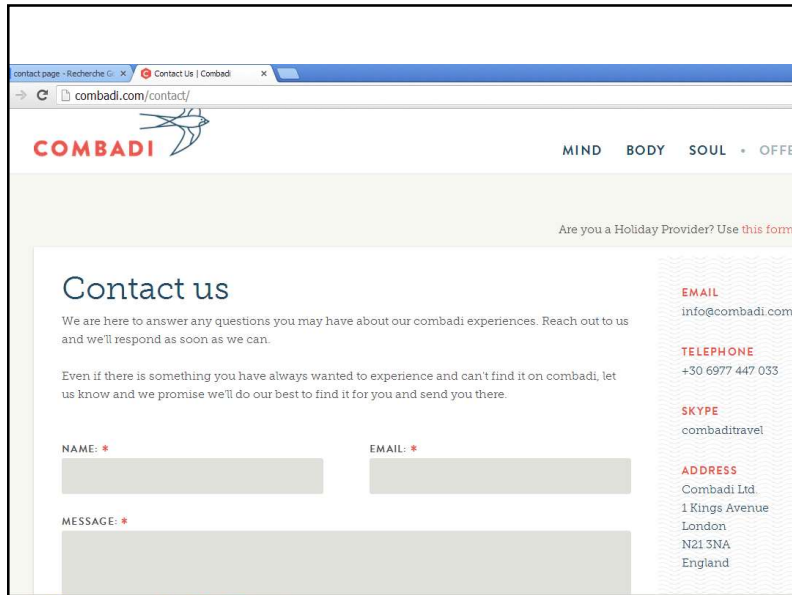 contact page - Recherche G
Contact Us | Combadi
combadi.com/contact/
COMBADI
MIND BODY SOUL • OFFE
Are you a Holiday Provider? Use this form
Contact us
We are here to answer any questions you may have about our combadi experiences. Reach out to us
and we'll respond as soon as we can.
Even if there is something you have always wanted to experience and can't find it on combadi, let
us know and we promise we'll do our best to find it for you and send you there.
NAME: *
EMAIL: *
MESSAGE: *
EMAIL
info@combadi.com
TELEPHONE
+30 6977 447 033
SKYPE
combaditravel
ADDRESS
Combadi Ltd.
1 Kings Avenue
London
N21 3NA
England